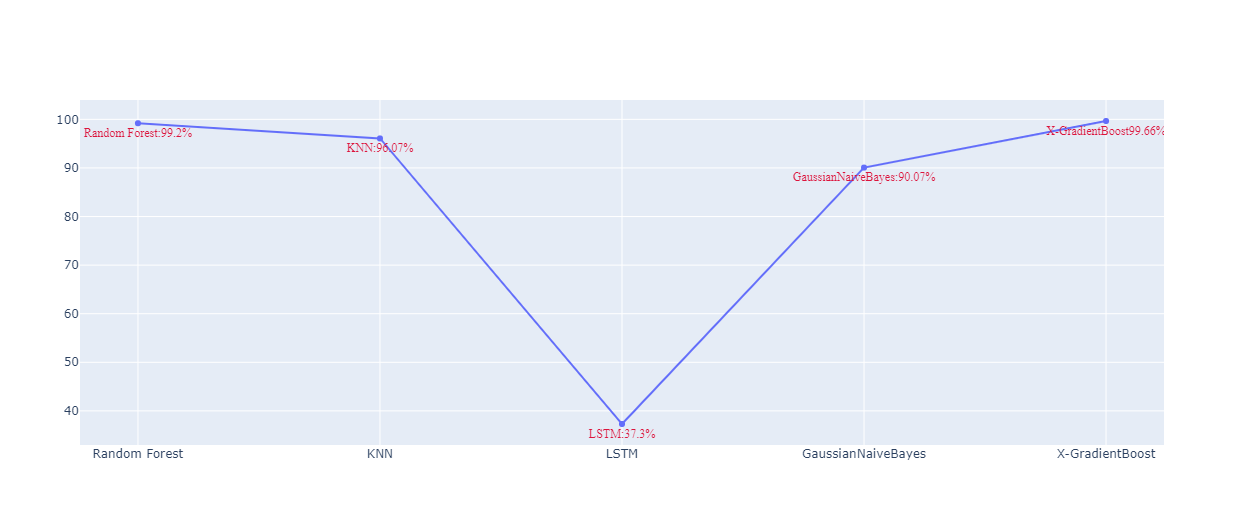 100
90
80
70
60
50
40
Random Forest:99.2%
KNN:96.07%
LSTM:37.3%
GaussianNaiveBayes:90.07%
X-GradientBoost99.66%
Random Forest
KNN
LSTM
GaussianNaiveBayes
X-GradientBoost